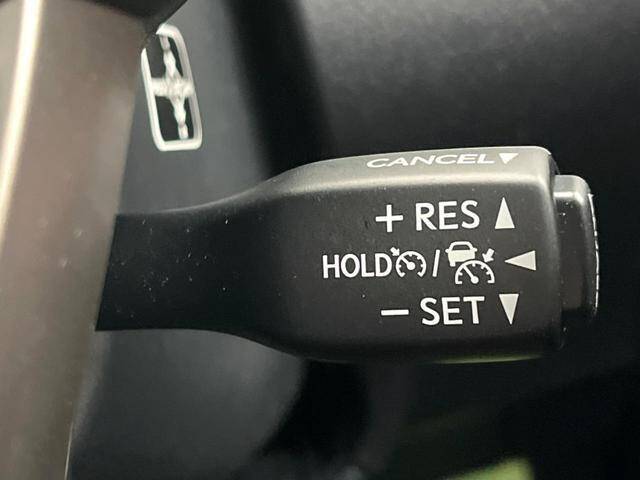 CANCEL▼
+ RES ▲
HOLD / ◀
− SET ▼